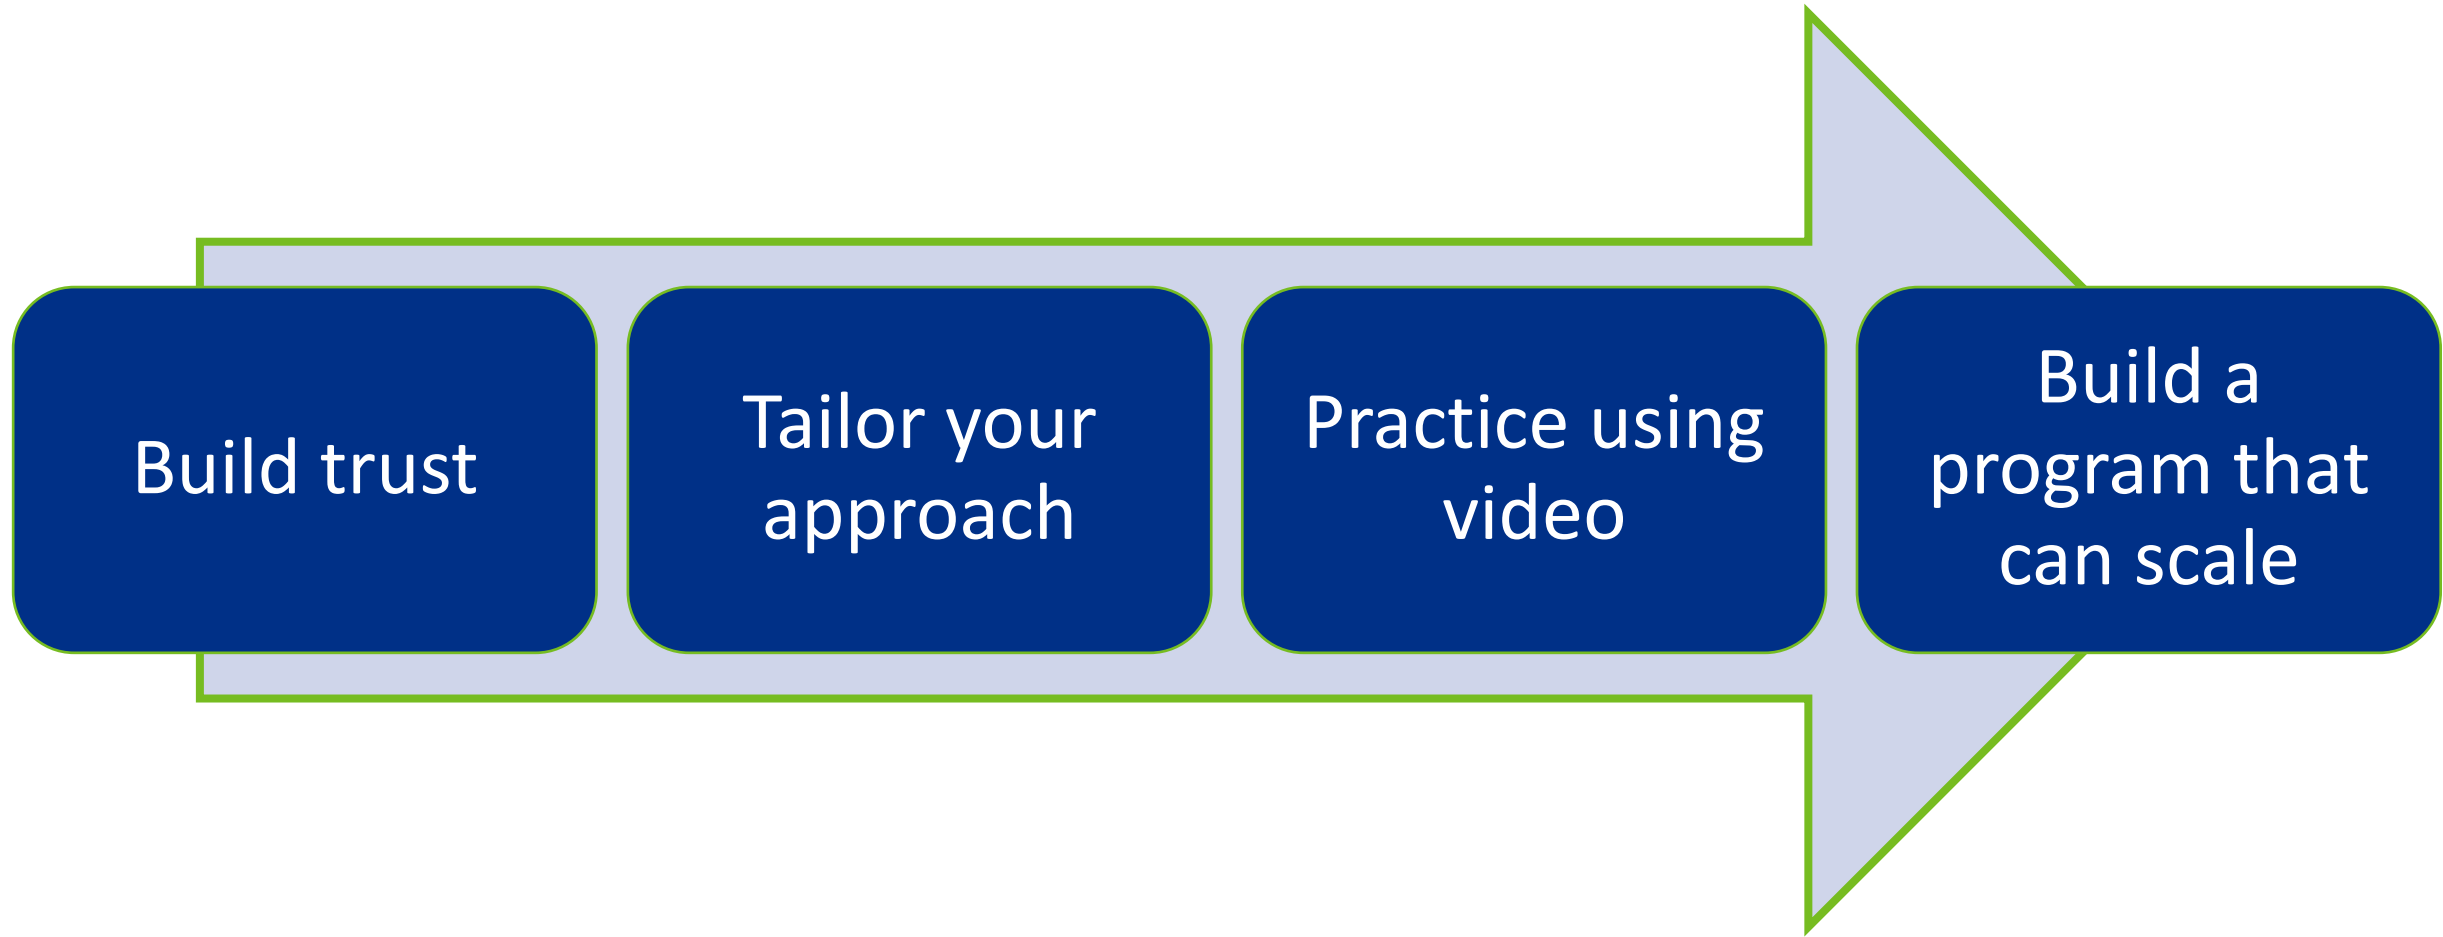 Build trust
Tailor your
approach
Practice using
video
Build a
program that
can scale